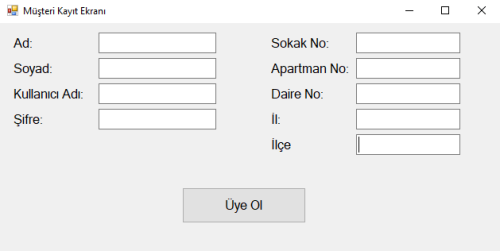 Müşteri Kayıt Ekranı
Ad:
Soyad:
Kullanıcı Adı:
Şifre:
Sokak No:
Apartman No:
Daire No:
İl:
İlçe
Üye Ol